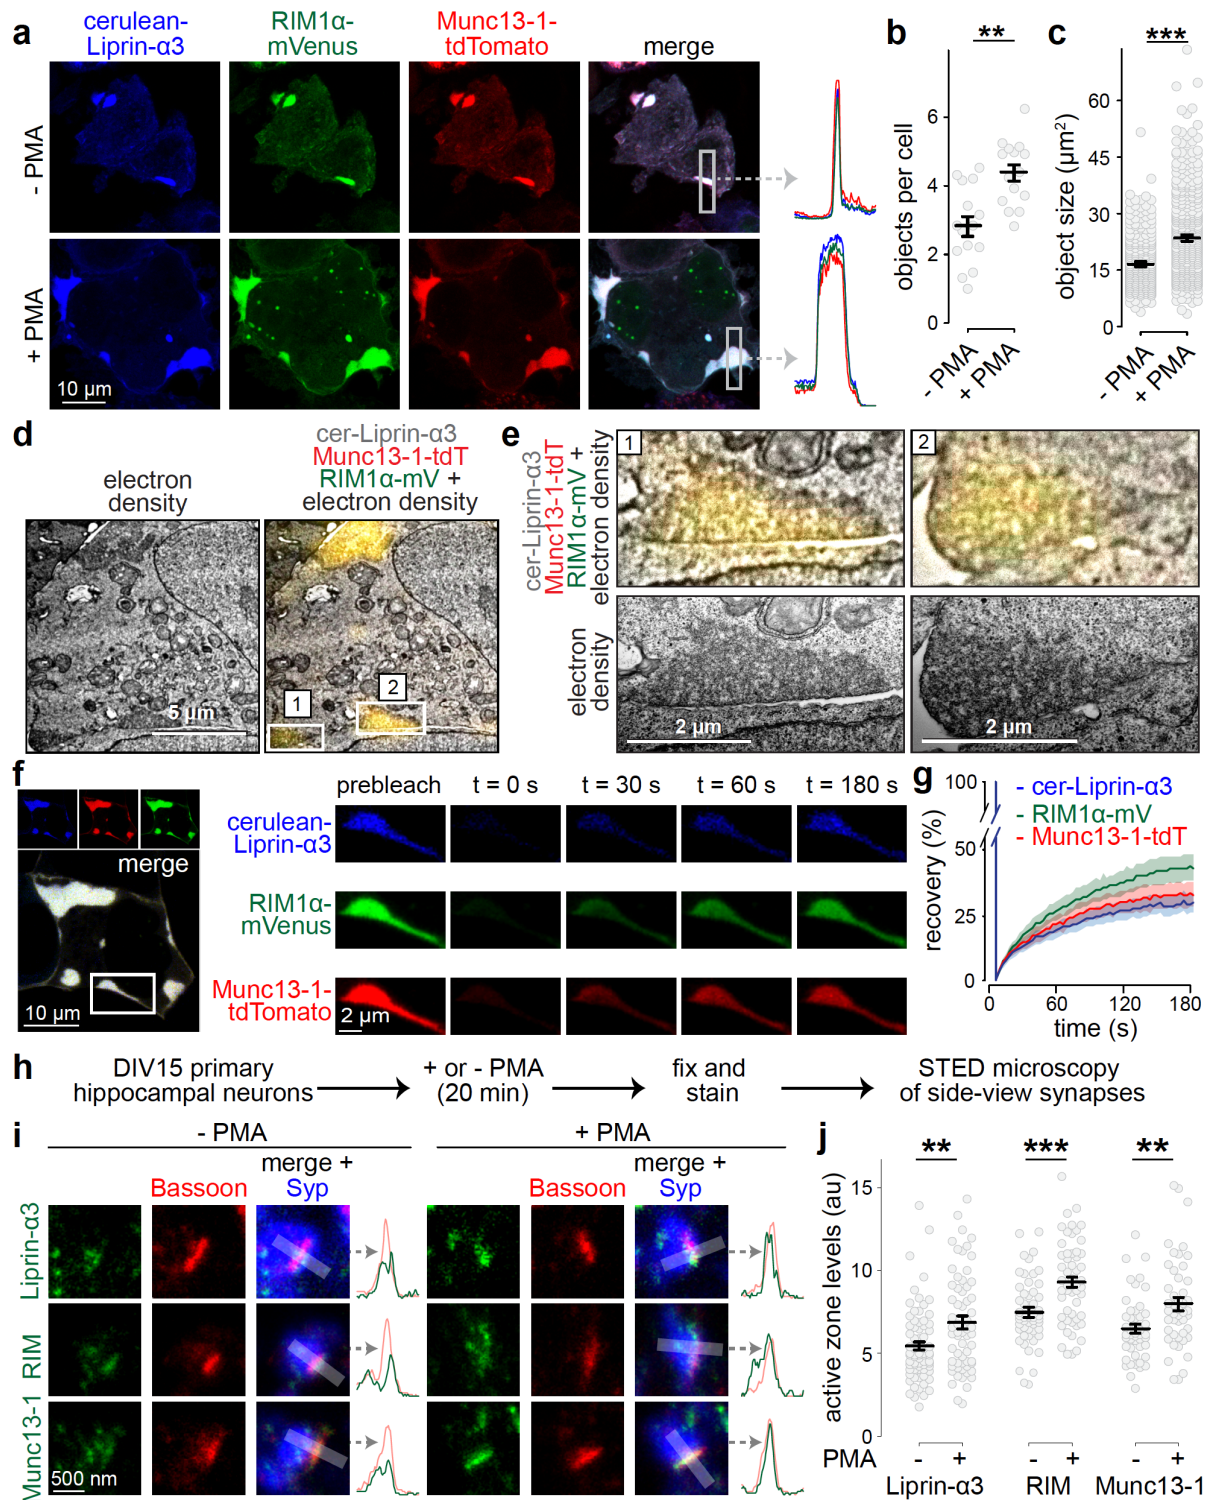 a
cerulean-
Liprin-α3
RIM1α-
mVenus
Munc13-1-
tdTomato
merge
- PMA
+ PMA
10 µm
b
**
objects per cell
6
4
2
0
- PMA
+ PMA
c
***
object size (µm²)
60
45
30
15
0
- PMA
+ PMA
d
electron
density
cer-Liprin-α3
Munc13-1-tdT
RIM1α-mV +
electron density
5 µm
1
2
e
cer-Liprin-α3
Munc13-1-tdT
RIM1α-mV +
electron density
1
2
electron
density
2 µm
2 µm
f
merge
10 µm
prebleach
t = 0 s
t = 30 s
t = 60 s
t = 180 s
cerulean-
Liprin-α3
RIM1α-
mVenus
Munc13-1-
tdTomato
2 µm
g
recovery (%)
100
50
25
0
- cer-Liprin-α3
- RIM1α-mV
- Munc13-1-tdT
0
60
120
180
time (s)
h
DIV15 primary
hippocampal neurons
+ or - PMA
(20 min)
fix and
stain
STED microscopy
of side-view synapses
i
- PMA
+ PMA
Bassoon
merge +
Syp
Bassoon
merge +
Syp
Liprin-α3
RIM
Munc13-1
500 nm
j
**
***
**
active zone levels (au)
15
10
5
0
PMA
-
+
-
+
-
+
Liprin-α3
RIM
Munc13-1